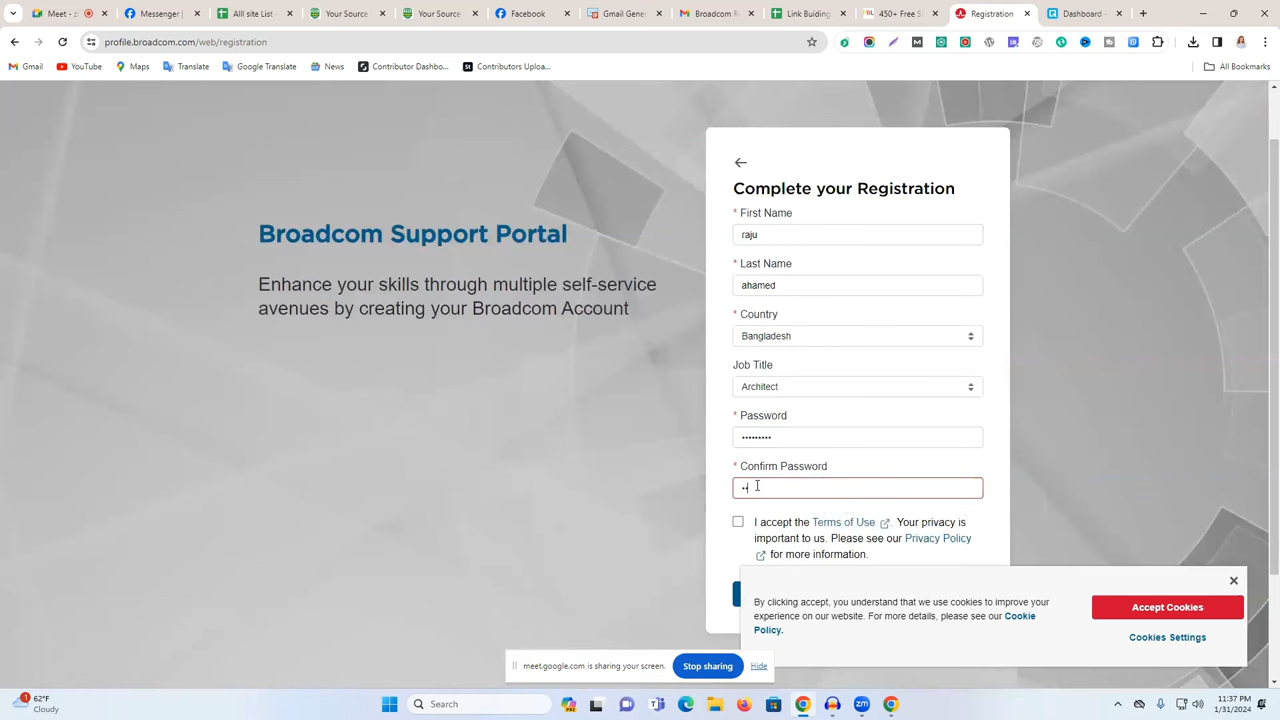 Meet
Messenger
All site List
Your Source
Your Source
Facebook
Gmail Gener
Broadcom R
Link Buiding
450+ Free S
Registration
Dashboard -
profile.broadcom.com/web/registration
Gmail
YouTube
Maps
Translate
Google Translate
News
Contributor Dashbo...
Contributors Uploa...
All Bookmarks
Complete your Registration
* First Name
raju
Broadcom Support Portal
* Last Name
Enhance your skills through multiple self-service
ahamed
avenues by creating your Broadcom Account
* Country
Bangladesh
Job Title
Architect
* Password
•••••••••
* Confirm Password
••
I accept the Terms of Use . Your privacy is
important to us. Please see our Privacy Policy
for more information.
By clicking accept, you understand that we use cookies to improve your
experience on our website. For more details, please see our Cookie
Policy.
Accept Cookies
Cookies Settings
meet.google.com is sharing your screen.
Stop sharing
Hide
1
62°F
Cloudy
Search
11:37 PM
1/31/2024